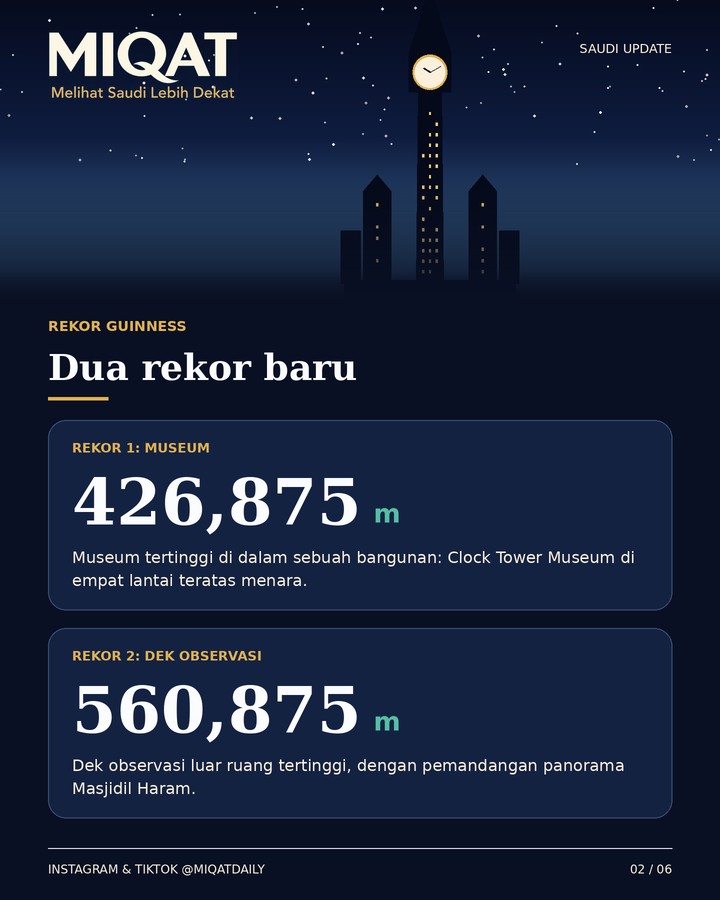 MIQAT
Melihat Saudi Lebih Dekat
SAUDI UPDATE
REKOR GUINNESS
Dua rekor baru
REKOR 1: MUSEUM
426,875 m
Museum tertinggi di dalam sebuah bangunan: Clock Tower Museum di
empat lantai teratas menara.
REKOR 2: DEK OBSERVASI
560,875 m
Dek observasi luar ruang tertinggi, dengan pemandangan panorama
Masjidil Haram.
INSTAGRAM & TIKTOK @MIQATDAILY
02 / 06